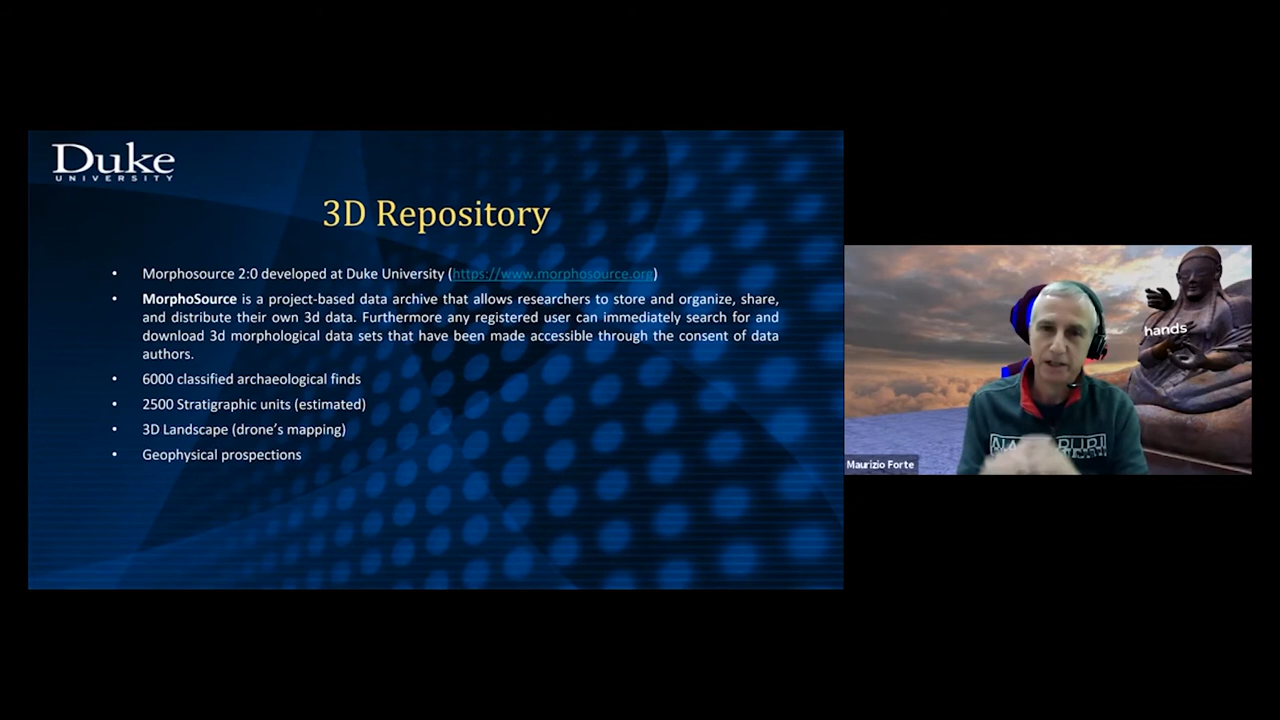 Duke
UNIVERSITY
3D Repository
• Morphosource 2:0 developed at Duke University (https://www.morphosource.org)
• MorphoSource is a project-based data archive that allows researchers to store and organize, share,
and distribute their own 3d data. Furthermore any registered user can immediately search for and
download 3d morphological data sets that have been made accessible through the consent of data
authors.
• 6000 classified archaeological finds
• 2500 Stratigraphic units (estimated)
• 3D Landscape (drone's mapping)
• Geophysical prospections
hands
Maurizio Forte